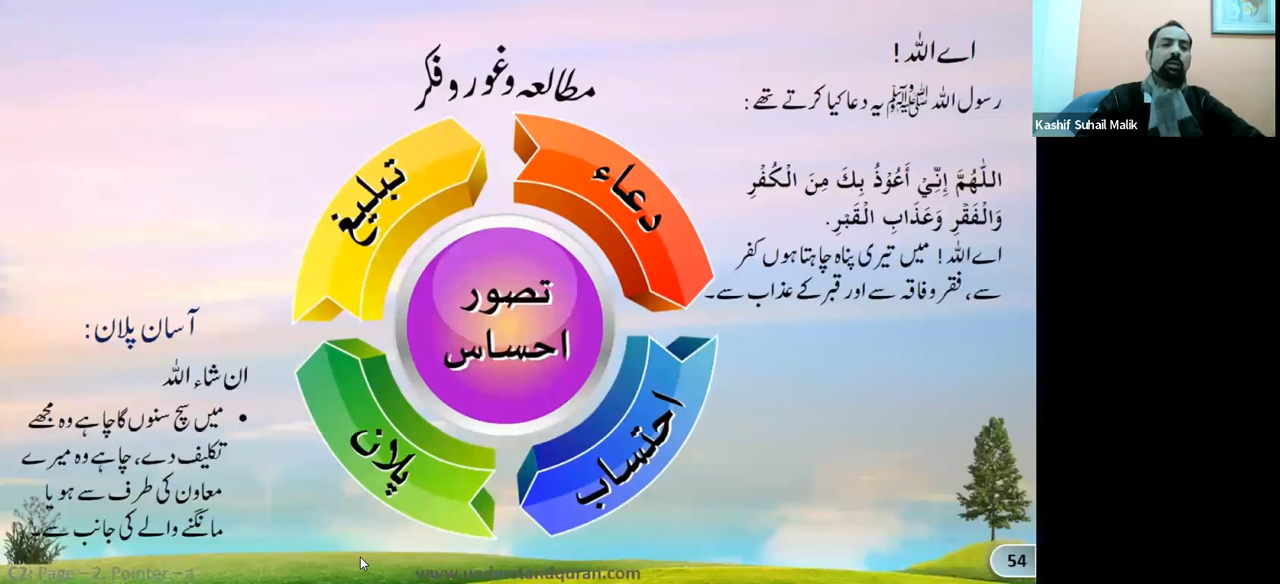 مطالعہ و غور و فکر
اے اللہ !
رسول اللہ ﷺ یہ دعا کیا کرتے تھے :
اللّٰهُمَّ إِنِّيْ أَعُوْذُ بِكَ مِنَ الْكُفْرِ
وَالْفَقْرِ وَعَذَابِ الْقَبْرِ.
اے اللہ ! میں تیری پناہ چاہتا ہوں کفر
سے، فقر و فاقہ سے اور قبر کے عذاب سے۔
دعاء
تبلیغ
تصور
احساس
احتساب
پلان
آسان پلان:
ان شاء اللہ
• میں سچ سنوں گا چاہے وہ مجھے
تکلیف دے، چاہے وہ میرے
معاون کی طرف سے ہو یا
مانگنے والے کی جانب سے۔
Kashif Suhail Malik
C2: Page – 2, Pointer – a
www.understandquran.com
54